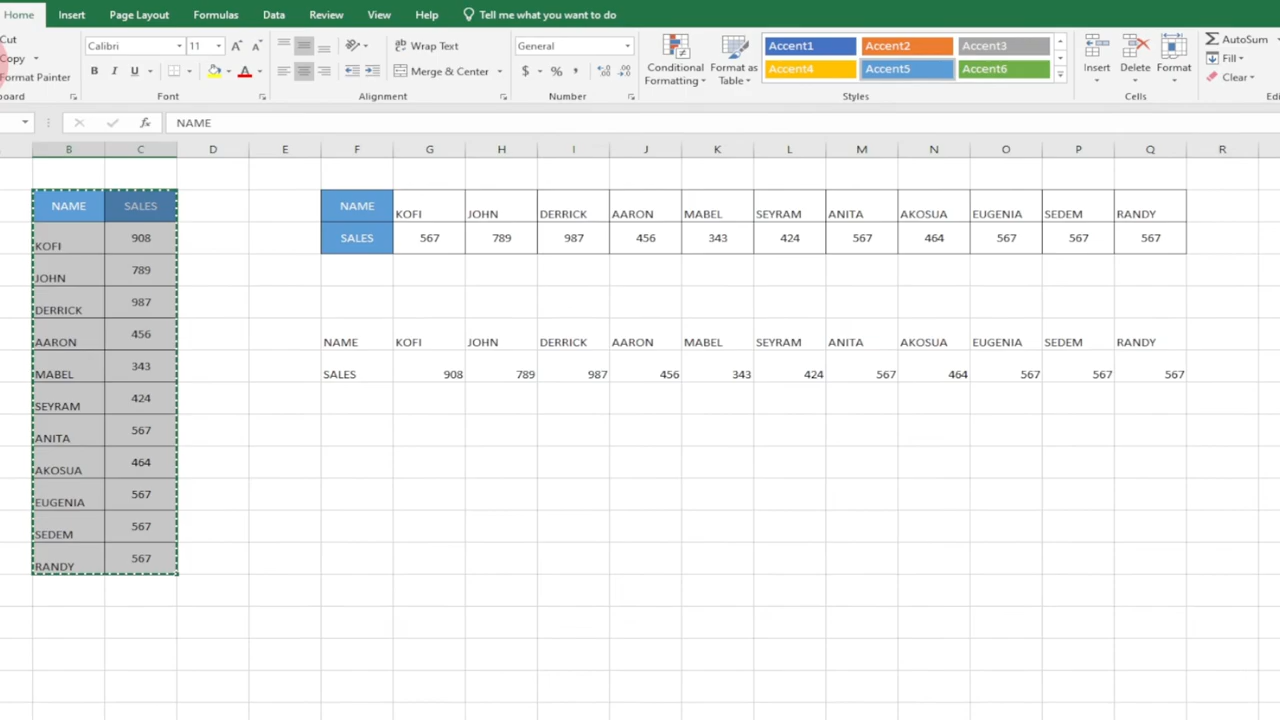 Home Insert Page Layout Formulas Data Review View Help Tell me what you want to do
Cut Calibri 11 Wrap Text General Accent1 Accent2 Accent3 AutoSum
Copy Conditional Format as Insert Delete Format Fill
Format Painter B I U Merge & Center $ % , Formatting Table Accent4 Accent5 Accent6 Clear
Font Alignment Number Styles Cells
fx NAME
B C D E F G H I J K L M N O P Q R
NAME SALES NAME KOFI JOHN DERRICK AARON MABEL SEYRAM ANITA AKOSUA EUGENIA SEDEM RANDY
KOFI 908 SALES 567 789 987 456 343 424 567 464 567 567 567
JOHN 789
DERRICK 987
AARON 456 NAME KOFI JOHN DERRICK AARON MABEL SEYRAM ANITA AKOSUA EUGENIA SEDEM RANDY
MABEL 343 SALES 908 789 987 456 343 424 567 464 567 567 567
SEYRAM 424
ANITA 567
AKOSUA 464
EUGENIA 567
SEDEM 567
RANDY 567